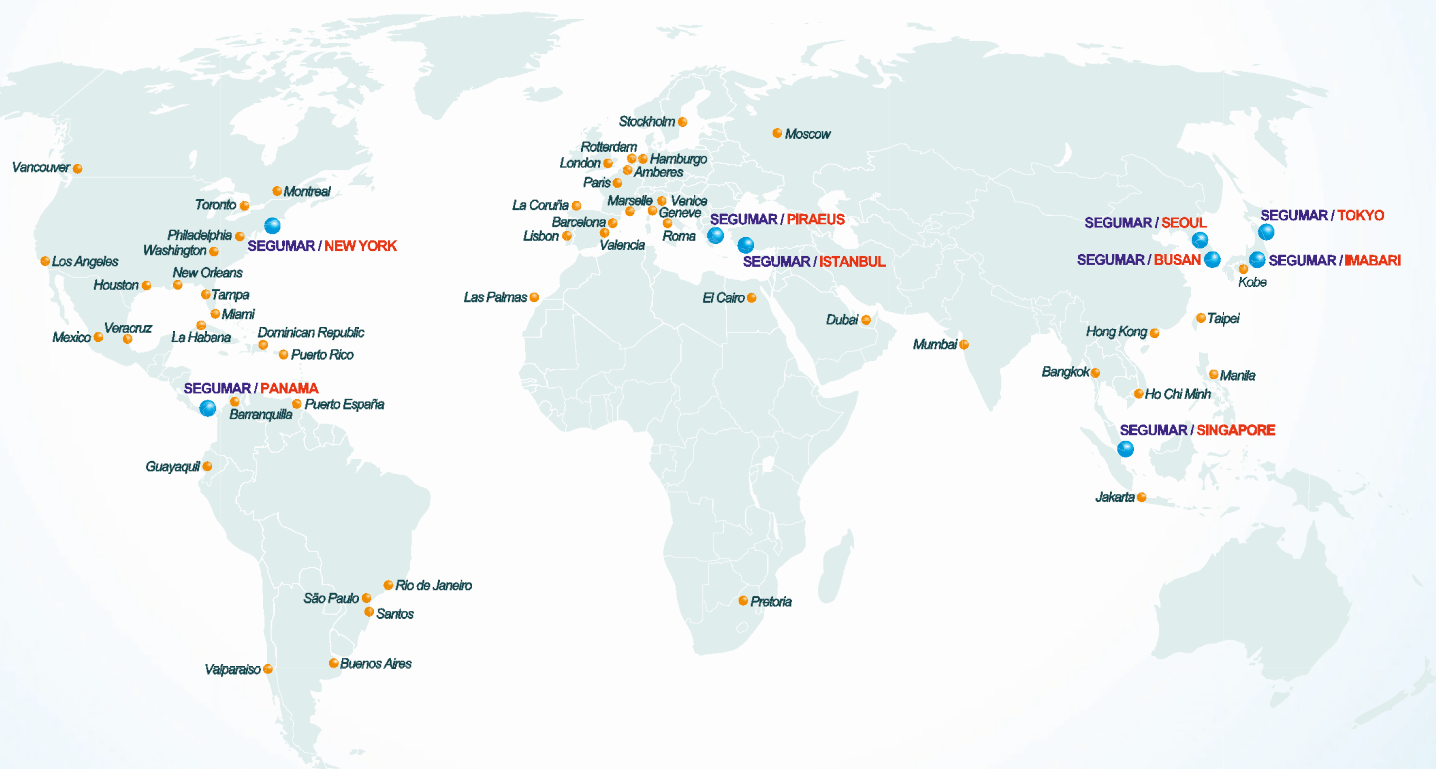 Stockholm
Moscow
Rotterdam
Hamburgo
London
Amberes
Vancouver
Paris
Montreal
Marselle
Venice
Toronto
La Coruña
Geneve
SEGUMAR / PIRAEUS
SEGUMAR / SEOUL
SEGUMAR / TOKYO
Barcelona
Philadelphia
Lisbon
Roma
SEGUMAR / NEW YORK
Valencia
Washington
SEGUMAR / ISTANBUL
SEGUMAR / BUSAN
SEGUMAR / IMABARI
Los Angeles
New Orleans
Kobe
Houston
Tampa
Las Palmas
El Cairo
Miami
Dubai
Taipei
Veracruz
Dominican Republic
Hong Kong
Mexico
La Habana
Mumbai
Puerto Rico
Bangkok
Manila
SEGUMAR / PANAMA
Ho Chi Minh
Puerto España
Barranquilla
SEGUMAR / SINGAPORE
Guayaquil
Jakarta
Rio de Janeiro
São Paulo
Pretoria
Santos
Buenos Aires
Valparaiso